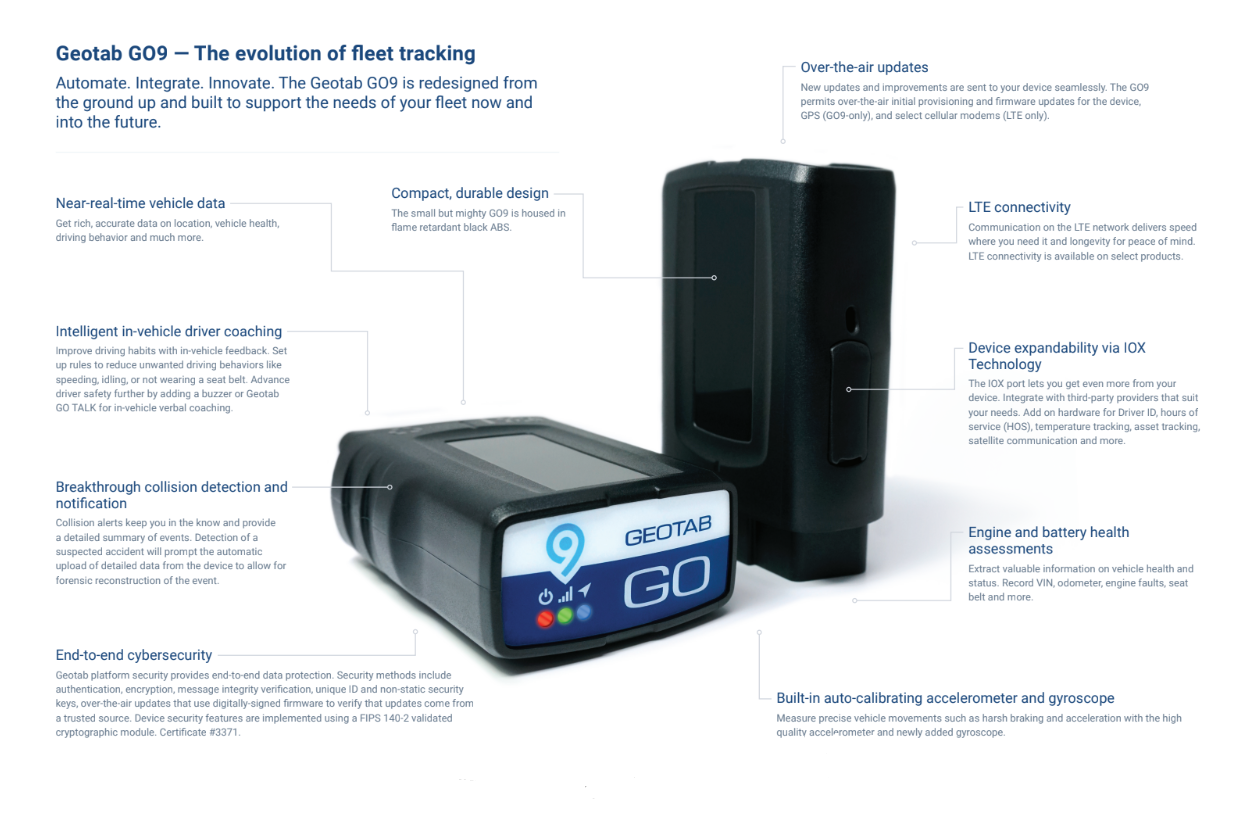 Geotab GO9 — The evolution of fleet tracking
Automate. Integrate. Innovate. The Geotab GO9 is redesigned from
the ground up and built to support the needs of your fleet now and
into the future.
Over-the-air updates
New updates and improvements are sent to your device seamlessly. The GO9
permits over-the-air initial provisioning and firmware updates for the device,
GPS (GO9-only), and select cellular modems (LTE only).
Near-real-time vehicle data
Get rich, accurate data on location, vehicle health,
driving behavior and much more.
Compact, durable design
The small but mighty GO9 is housed in
flame retardant black ABS.
LTE connectivity
Communication on the LTE network delivers speed
where you need it and longevity for peace of mind.
LTE connectivity is available on select products.
Intelligent in-vehicle driver coaching
Improve driving habits with in-vehicle feedback. Set
up rules to reduce unwanted driving behaviors like
speeding, idling, or not wearing a seat belt. Advance
driver safety further by adding a buzzer or Geotab
GO TALK for in-vehicle verbal coaching.
Device expandability via IOX
Technology
The IOX port lets you get even more from your
device. Integrate with third-party providers that suit
your needs. Add on hardware for Driver ID, hours of
service (HOS), temperature tracking, asset tracking,
satellite communication and more.
Breakthrough collision detection and
notification
Collision alerts keep you in the know and provide
a detailed summary of events. Detection of a
suspected accident will prompt the automatic
upload of detailed data from the device to allow for
forensic reconstruction of the event.
9
GEOTAB
GO
Engine and battery health
assessments
Extract valuable information on vehicle health and
status. Record VIN, odometer, engine faults, seat
belt and more.
End-to-end cybersecurity
Geotab platform security provides end-to-end data protection. Security methods include
authentication, encryption, message integrity verification, unique ID and non-static security
keys, over-the-air updates that use digitally-signed firmware to verify that updates come from
a trusted source. Device security features are implemented using a FIPS 140-2 validated
cryptographic module. Certificate #3371.
Built-in auto-calibrating accelerometer and gyroscope
Measure precise vehicle movements such as harsh braking and acceleration with the high
quality accelerometer and newly added gyroscope.